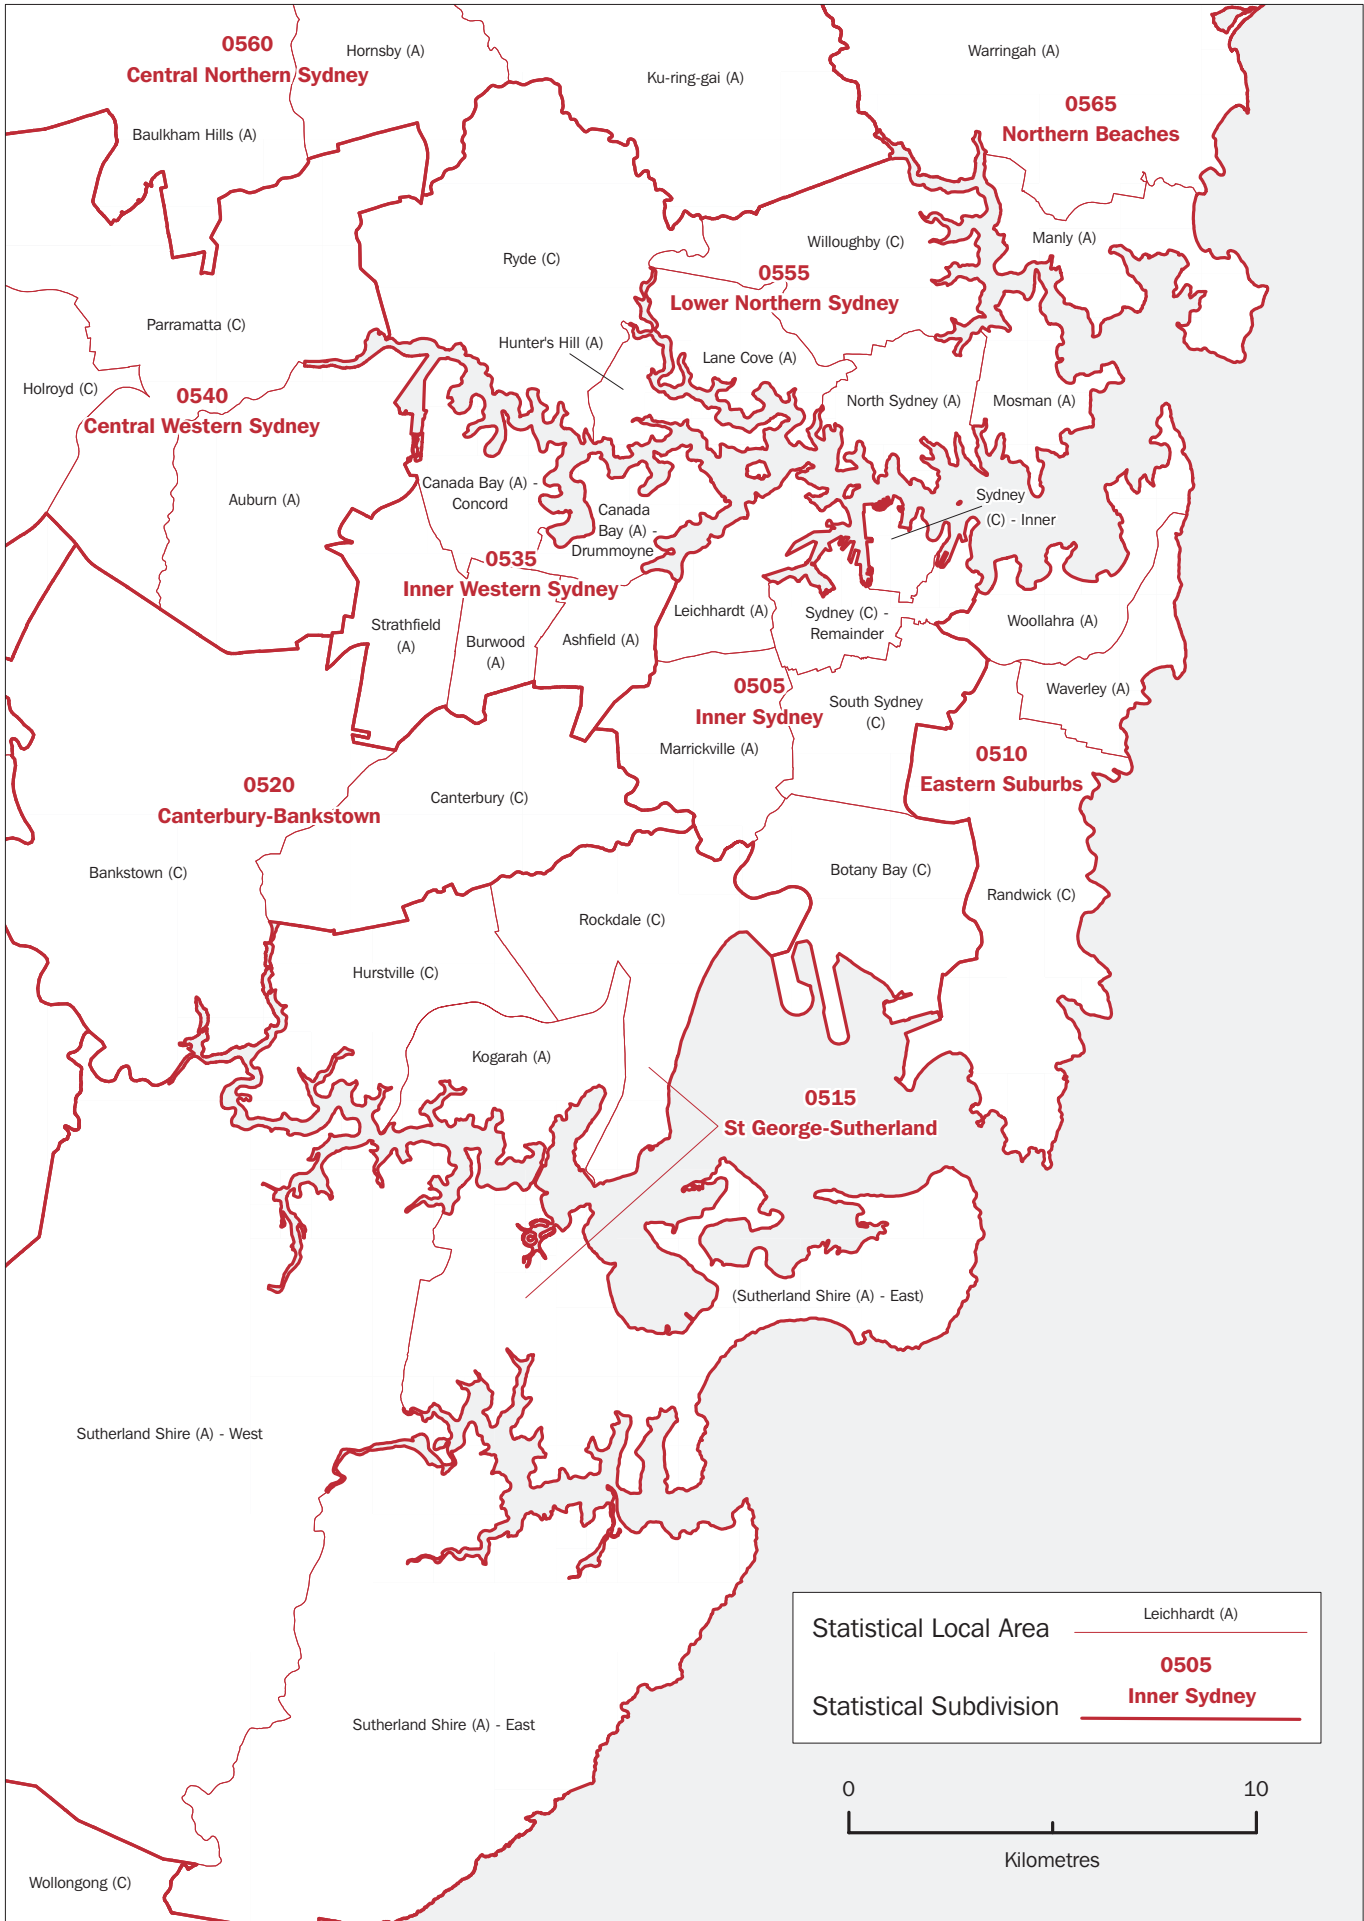 0560
Central Northern Sydney
Hornsby (A)
Ku-ring-gai (A)
Warringah (A)
0565
Northern Beaches
Baulkham Hills (A)
Ryde (C)
Willoughby (C)
Manly (A)
0555
Lower Northern Sydney
Parramatta (C)
Hunter's Hill (A)
Lane Cove (A)
Holroyd (C)
0540
Central Western Sydney
North Sydney (A)
Mosman (A)
Auburn (A)
Canada Bay (A) -
Concord
Canada
Bay (A) -
Drummoyne
Sydney
(C) - Inner
0535
Inner Western Sydney
Strathfield
(A)
Burwood
(A)
Ashfield (A)
Leichhardt (A)
Sydney (C) -
Remainder
Woollahra (A)
0505
Inner Sydney
South Sydney
(C)
Waverley (A)
Marrickville (A)
0510
Eastern Suburbs
0520
Canterbury-Bankstown
Canterbury (C)
Bankstown (C)
Botany Bay (C)
Randwick (C)
Rockdale (C)
Hurstville (C)
Kogarah (A)
0515
St George-Sutherland
(Sutherland Shire (A) - East)
Sutherland Shire (A) - West
Sutherland Shire (A) - East
Wollongong (C)
Statistical Local Area
Leichhardt (A)
Statistical Subdivision
0505
Inner Sydney
0 10
Kilometres